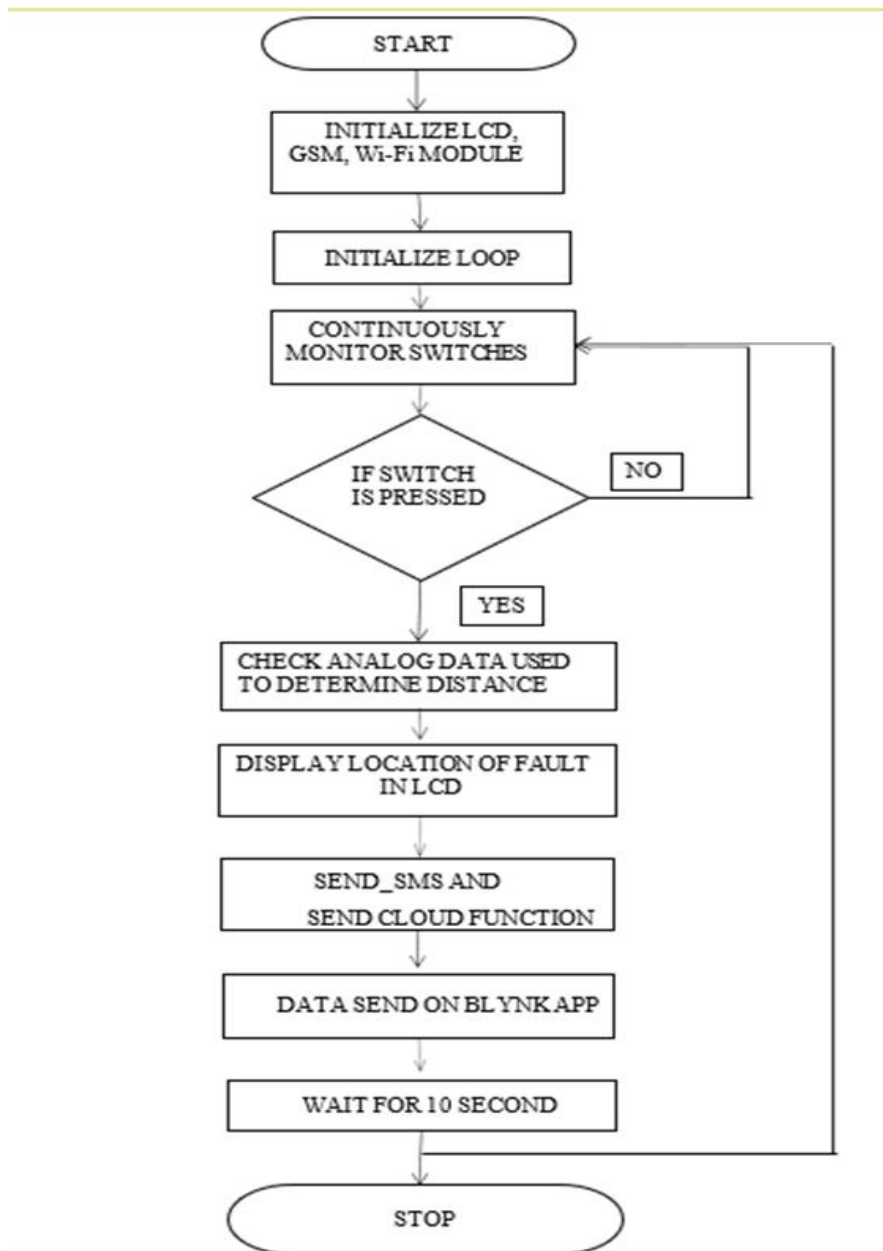 START
INITIALIZE LCD,
GSM, Wi-Fi MODULE
INITIALIZE LOOP
CONTINUOUSLY
MONITOR SWITCHES
IF SWITCH
IS PRESSED
NO
YES
CHECK ANALOG DATA USED
TO DETERMINE DISTANCE
DISPLAY LOCATION OF FAULT
IN LCD
SEND_SMS AND
SEND CLOUD FUNCTION
DATA SEND ON BLYNK APP
WAIT FOR 10 SECOND
STOP